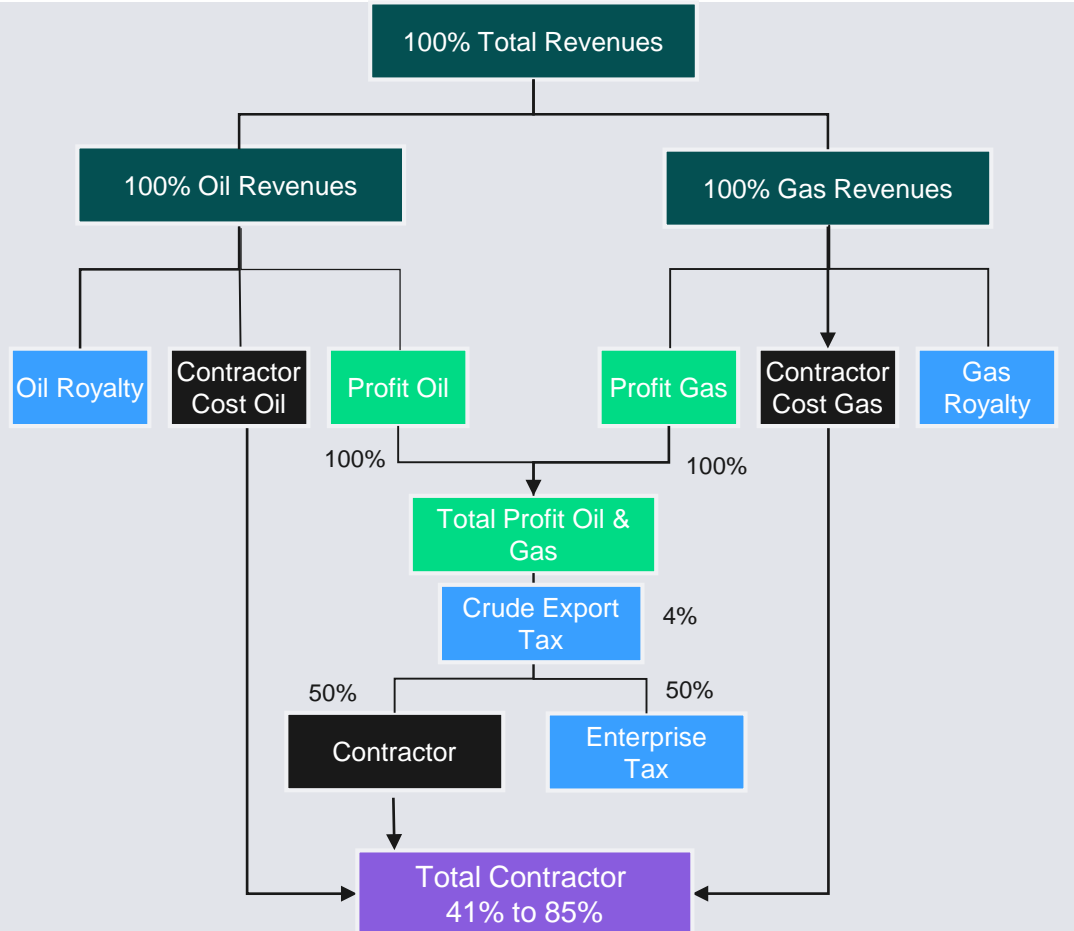 100% Total Revenues
100% Oil Revenues
100% Gas Revenues
Oil Royalty
Contractor
Cost Oil
Profit Oil
Profit Gas
Contractor
Cost Gas
Gas
Royalty
100%
100%
Total Profit Oil &
Gas
Crude Export
Tax
4%
50%
50%
Contractor
Enterprise
Tax
Total Contractor
41% to 85%